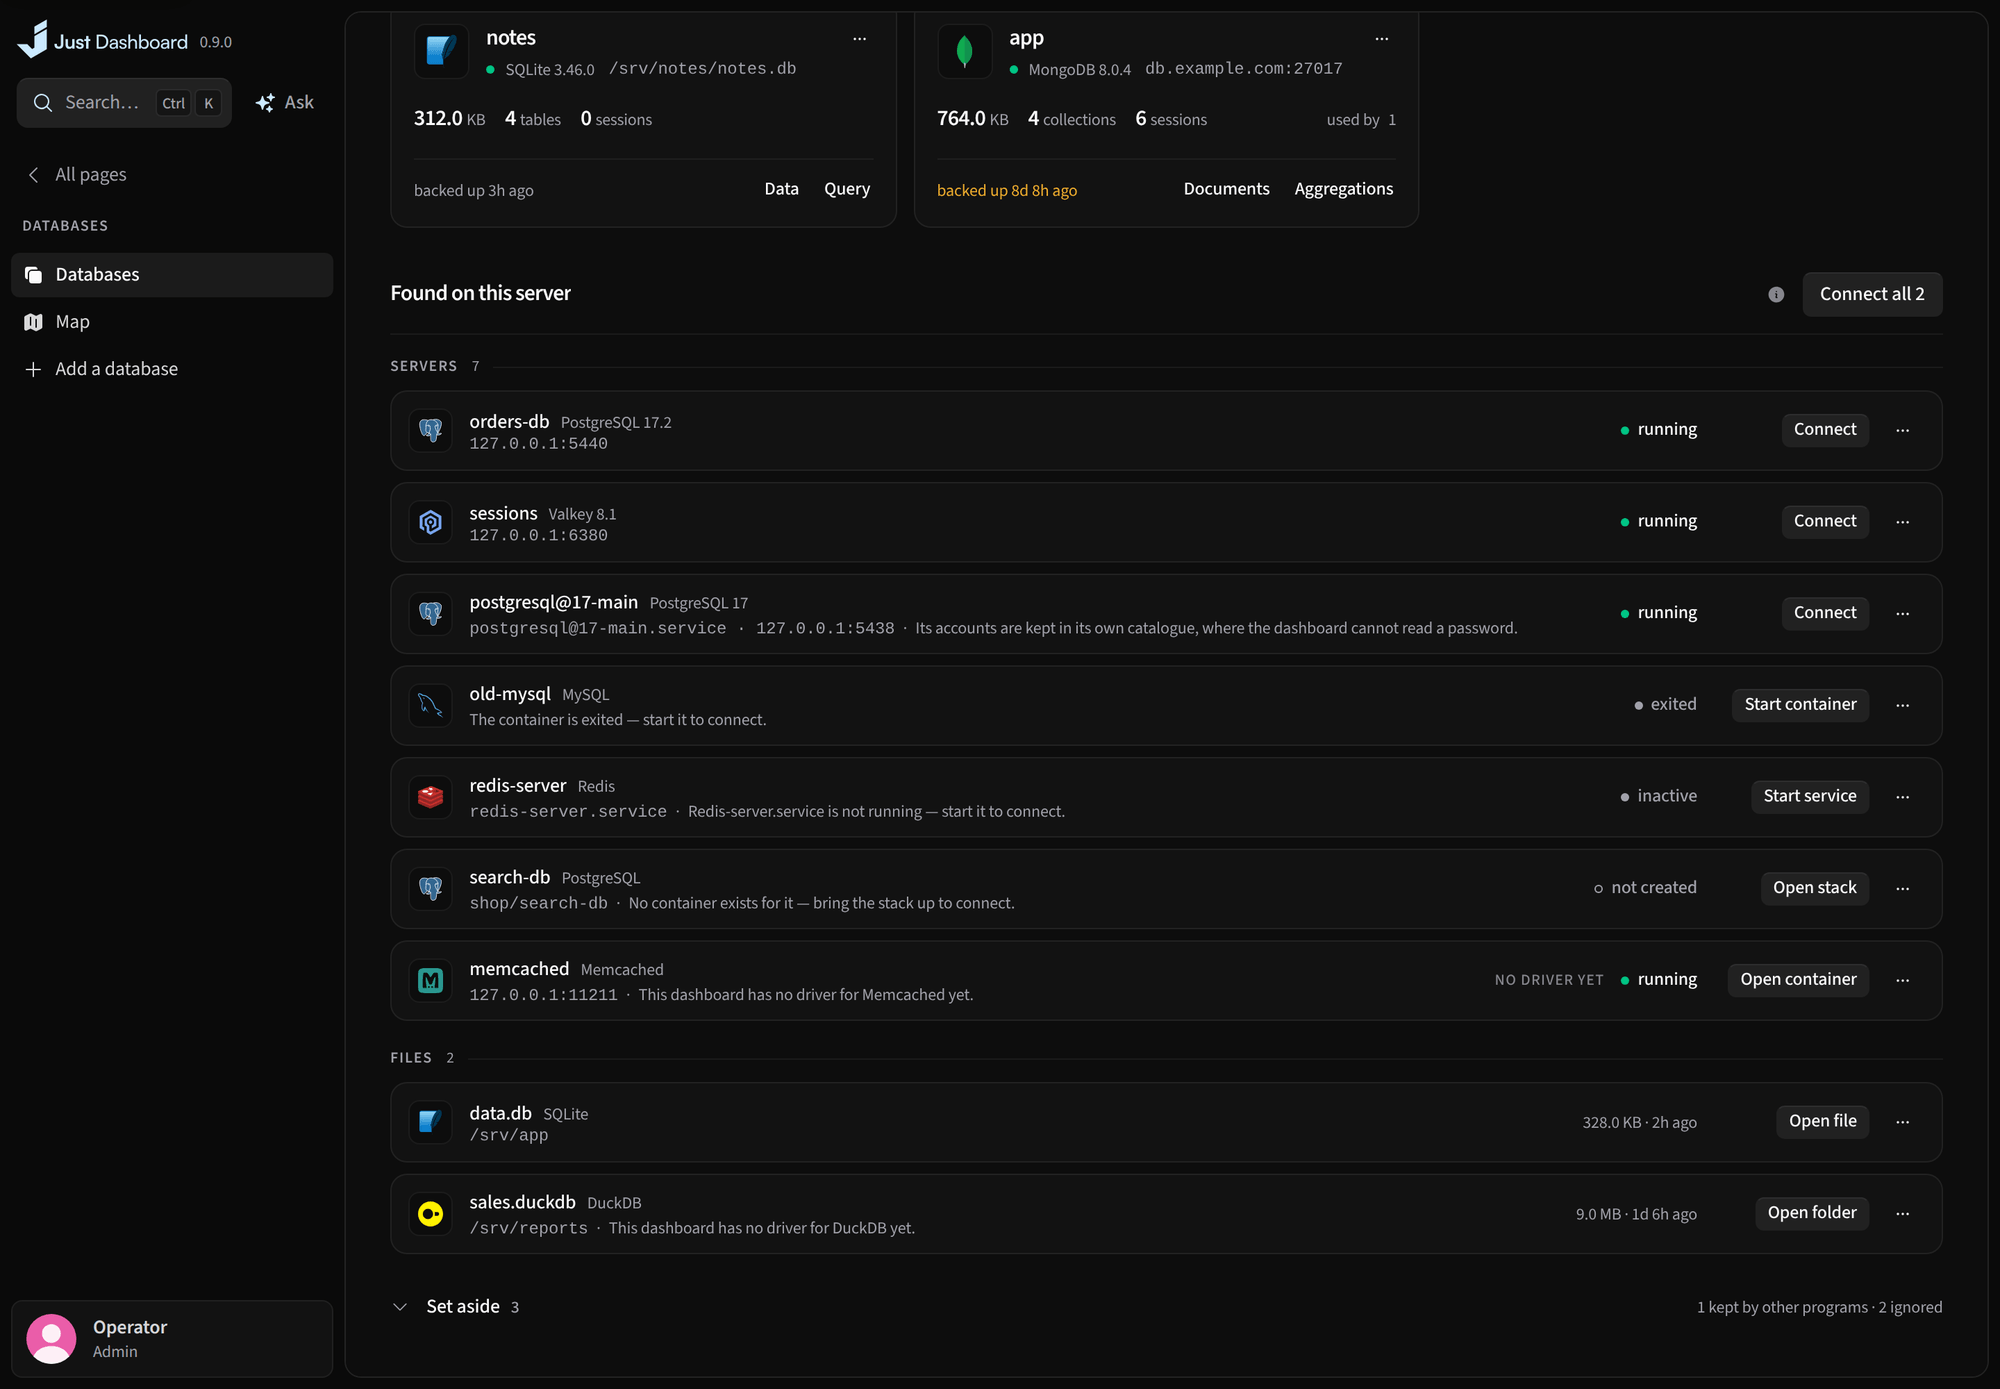 Just Dashboard 0.9.0
Search… Ctrl K
Ask
All pages
DATABASES
Databases
Map
Add a database
Operator
Admin
notes
SQLite 3.46.0 /srv/notes/notes.db
312.0 KB 4 tables 0 sessions
backed up 3h ago Data Query
app
MongoDB 8.0.4 db.example.com:27017
764.0 KB 4 collections 6 sessions used by 1
backed up 8d 8h ago Documents Aggregations
Found on this server Connect all 2
SERVERS 7
orders-db PostgreSQL 17.2
127.0.0.1:5440
running Connect
sessions Valkey 8.1
127.0.0.1:6380
running Connect
postgresql@17-main PostgreSQL 17
postgresql@17-main.service · 127.0.0.1:5438 · Its accounts are kept in its own catalogue, where the dashboard cannot read a password.
running Connect
old-mysql MySQL
The container is exited — start it to connect.
exited Start container
redis-server Redis
redis-server.service · Redis-server.service is not running — start it to connect.
inactive Start service
search-db PostgreSQL
shop/search-db · No container exists for it — bring the stack up to connect.
not created Open stack
memcached Memcached
127.0.0.1:11211 · This dashboard has no driver for Memcached yet.
NO DRIVER YET running Open container
FILES 2
data.db SQLite
/srv/app
328.0 KB · 2h ago Open file
sales.duckdb DuckDB
/srv/reports · This dashboard has no driver for DuckDB yet.
9.0 MB · 1d 6h ago Open folder
Set aside 3 1 kept by other programs · 2 ignored